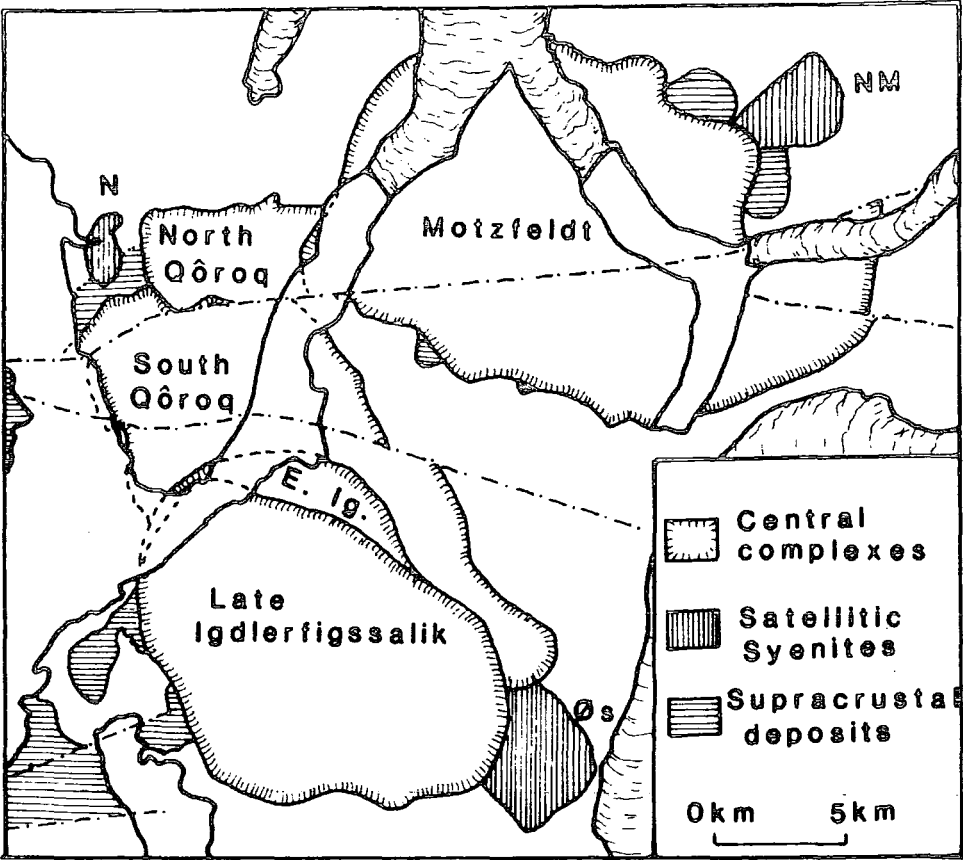 NM
N
North
Qôroq
Motzfeldt
South
Qôroq
E. Ig.
Late
Igdlerfigssalik
Øs
Central
complexes
Satellitic
Syenites
Supracrustal
deposits
0km 5km